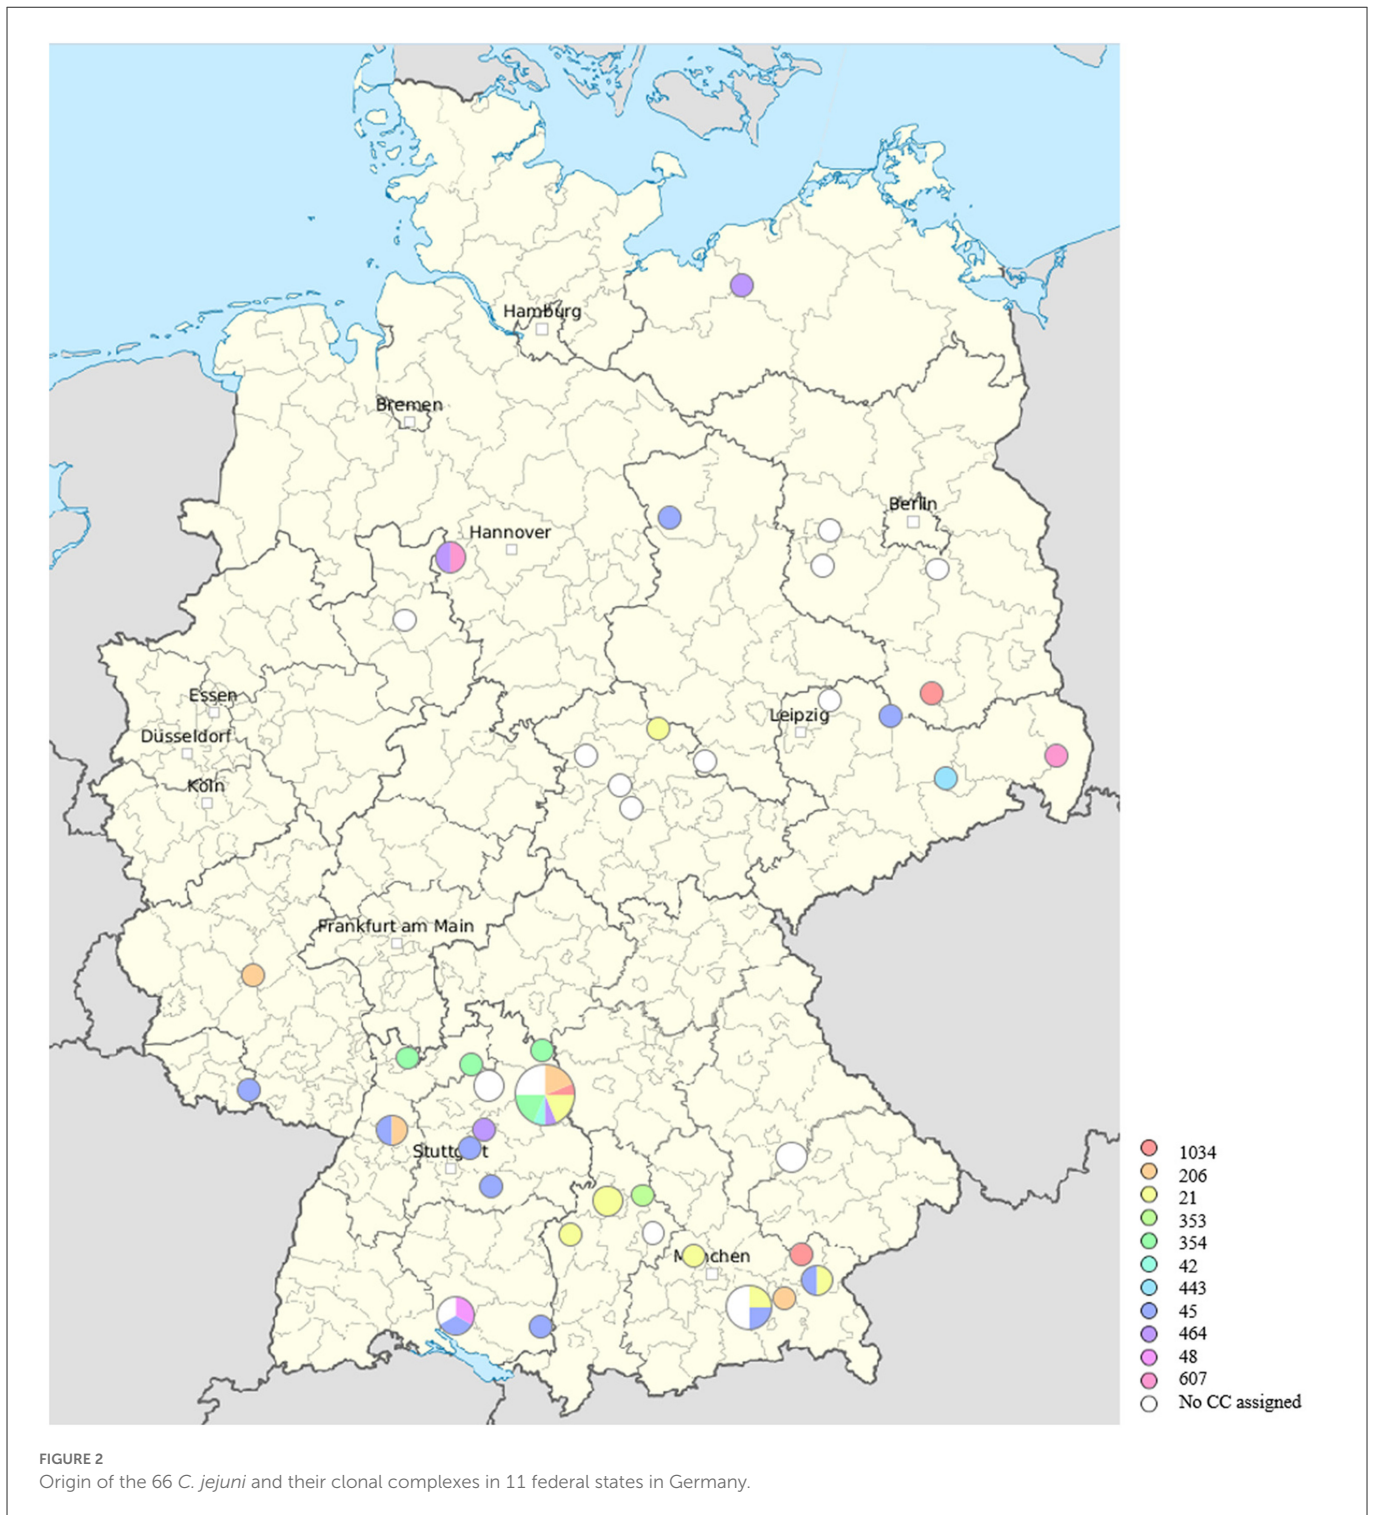 Hamburg
Bremen
Berlin
Hannover
Essen
Leipzig
Düsseldorf
Köln
Frankfurt am Main
Stuttgart
München
1034
206
21
353
354
42
443
45
464
48
607
No CC assigned
FIGURE 2
Origin of the 66 C. jejuni and their clonal complexes in 11 federal states in Germany.